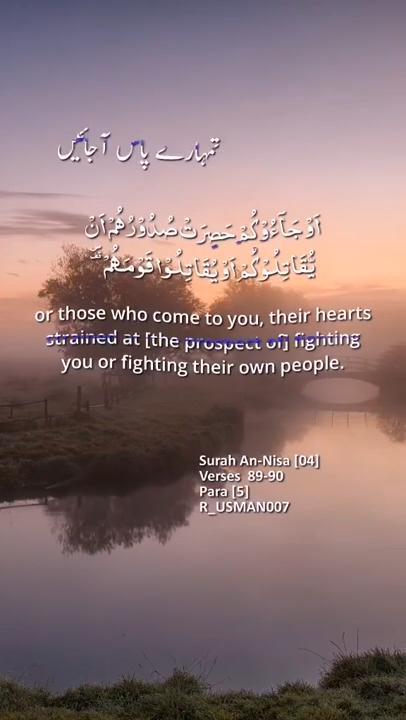 تمہارے پاس آجائیں
اَوْ جَآءُوْكُمْ حَصِرَتْ صُدُوْرُهُمْ اَنْ
يُّقَاتِلُوْكُمْ اَوْ يُقَاتِلُوْا قَوْمَهُمْ ؕ
or those who come to you, their hearts
strained at [the prospect of] fighting
you or fighting their own people.
Surah An-Nisa [04]
Verses 89-90
Para [5]
R_USMAN007